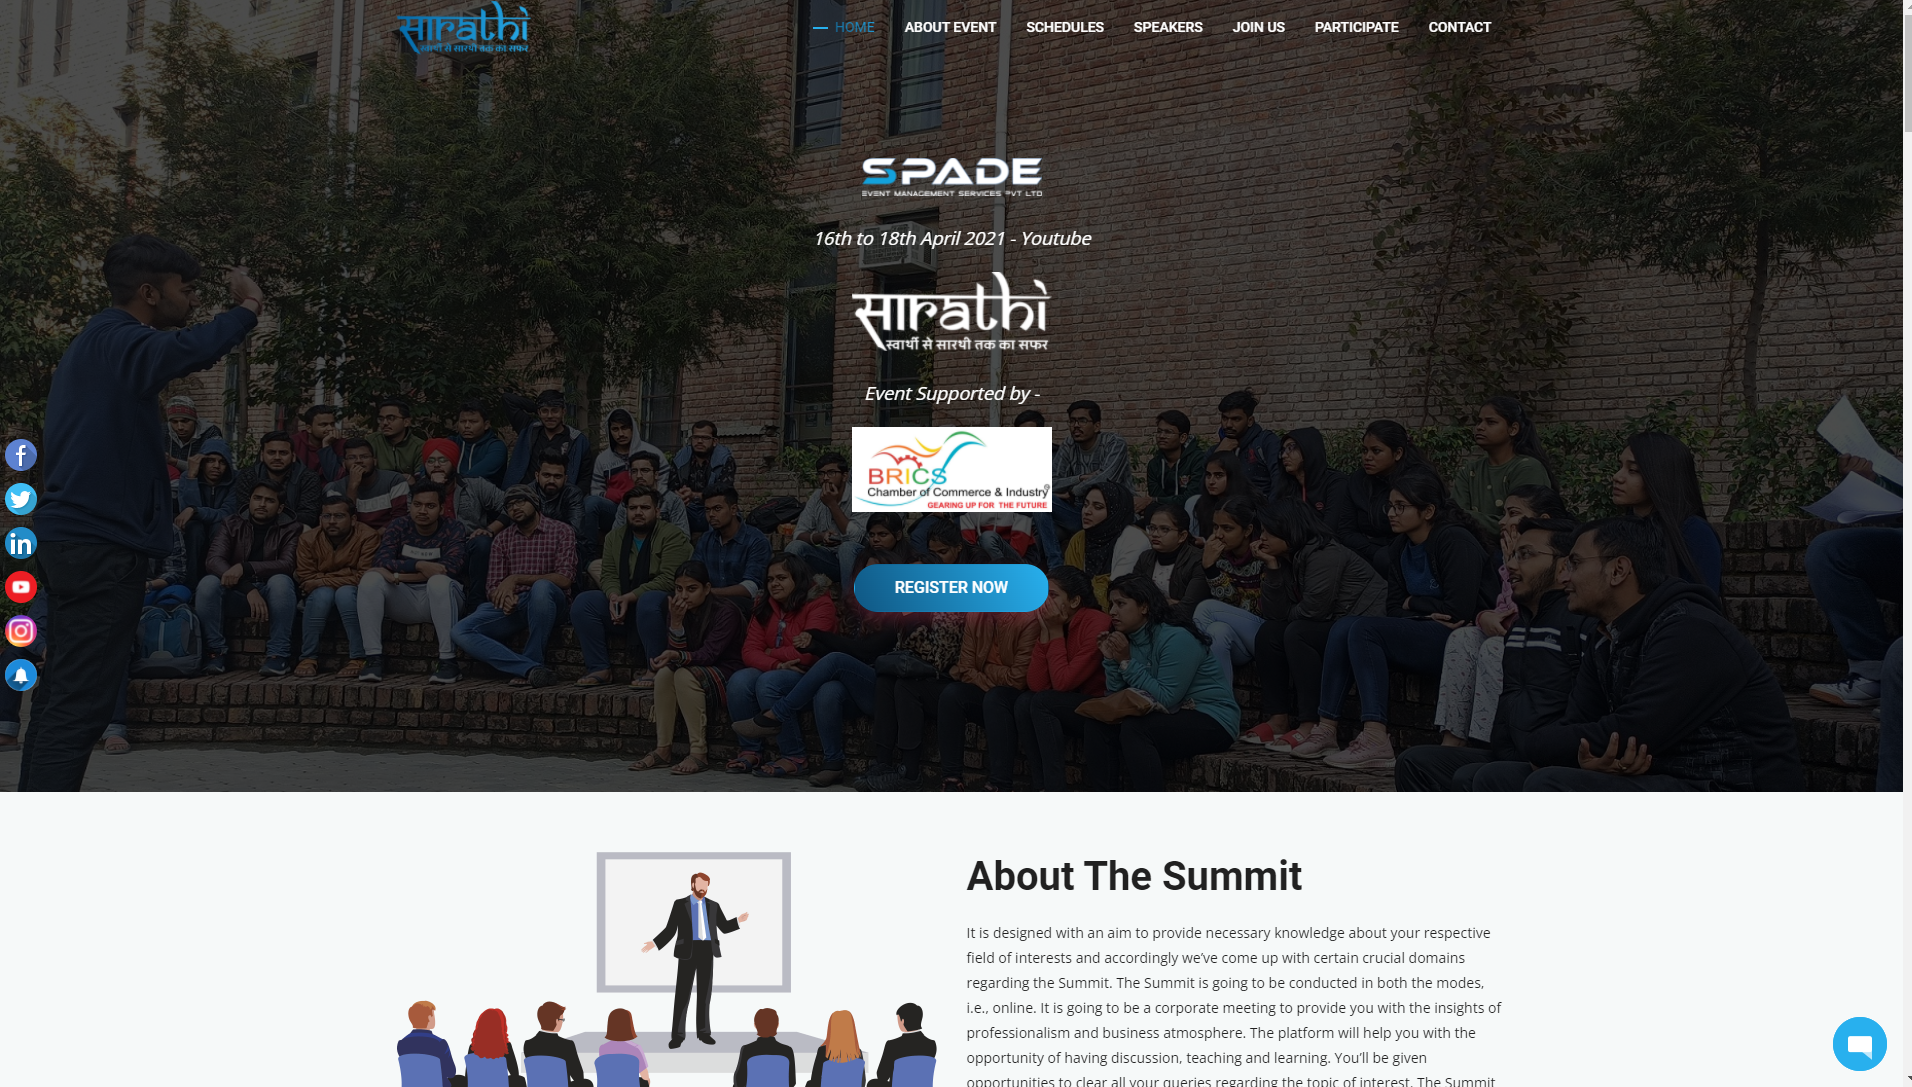 साrathi
स्वार्थी से सारथी तक का सफर
HOME
ABOUT EVENT
SCHEDULES
SPEAKERS
JOIN US
PARTICIPATE
CONTACT
SPADE
EVENT MANAGEMENT SERVICES PVT LTD
16th to 18th April 2021 - Youtube
साrathi
स्वार्थी से सारथी तक का सफर
Event Supported by -
BRICS
Chamber of Commerce & Industry®
GEARING UP FOR THE FUTURE
REGISTER NOW
About The Summit
It is designed with an aim to provide necessary knowledge about your respective
field of interests and accordingly we’ve come up with certain crucial domains
regarding the Summit. The Summit is going to be conducted in both the modes,
i.e., online. It is going to be a corporate meeting to provide you with the insights of
professionalism and business atmosphere. The platform will help you with the
opportunity of having discussion, teaching and learning. You’ll be given
opportunities to clear all your queries regarding the topic of interest. The Summit